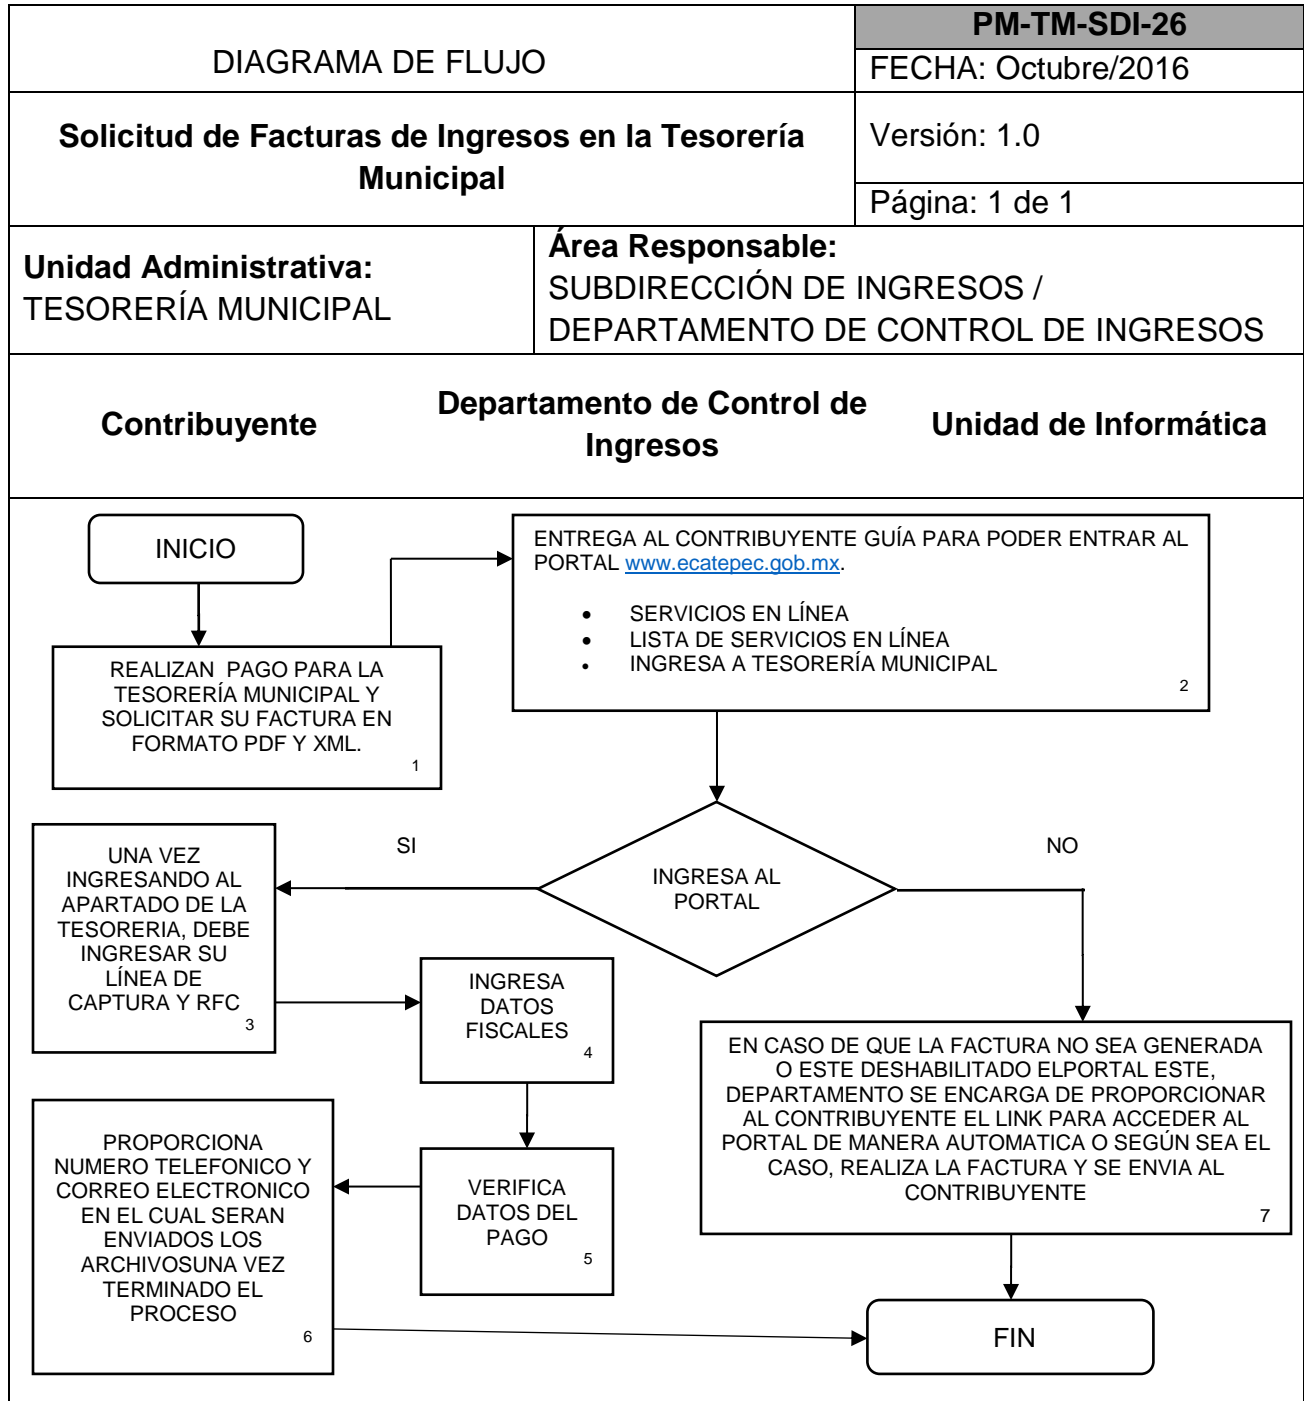 DIAGRAMA DE FLUJO
PM-TM-SDI-26
FECHA: Octubre/2016
Solicitud de Facturas de Ingresos en la Tesorería
Municipal
Versión: 1.0
Página: 1 de 1
Unidad Administrativa:
TESORERÍA MUNICIPAL
Área Responsable:
SUBDIRECCIÓN DE INGRESOS /
DEPARTAMENTO DE CONTROL DE INGRESOS
Contribuyente
Departamento de Control de
Ingresos
Unidad de Informática
INICIO
REALIZAN  PAGO PARA LA
TESORERÍA MUNICIPAL Y
SOLICITAR SU FACTURA EN
FORMATO PDF Y XML.
1
ENTREGA AL CONTRIBUYENTE GUÍA PARA PODER ENTRAR AL
PORTAL www.ecatepec.gob.mx.
• SERVICIOS EN LÍNEA
• LISTA DE SERVICIOS EN LÍNEA
• INGRESA A TESORERÍA MUNICIPAL
2
INGRESA AL
PORTAL
SI
NO
UNA VEZ
INGRESANDO AL
APARTADO DE LA
TESORERIA, DEBE
INGRESAR SU
LÍNEA DE
CAPTURA Y RFC
3
INGRESA
DATOS
FISCALES
4
VERIFICA
DATOS DEL
PAGO
5
PROPORCIONA
NUMERO TELEFONICO Y
CORREO ELECTRONICO
EN EL CUAL SERAN
ENVIADOS LOS
ARCHIVOSUNA VEZ
TERMINADO EL
PROCESO
6
EN CASO DE QUE LA FACTURA NO SEA GENERADA
O ESTE DESHABILITADO ELPORTAL ESTE,
DEPARTAMENTO SE ENCARGA DE PROPORCIONAR
AL CONTRIBUYENTE EL LINK PARA ACCEDER AL
PORTAL DE MANERA AUTOMATICA O SEGÚN SEA EL
CASO, REALIZA LA FACTURA Y SE ENVIA AL
CONTRIBUYENTE
7
FIN